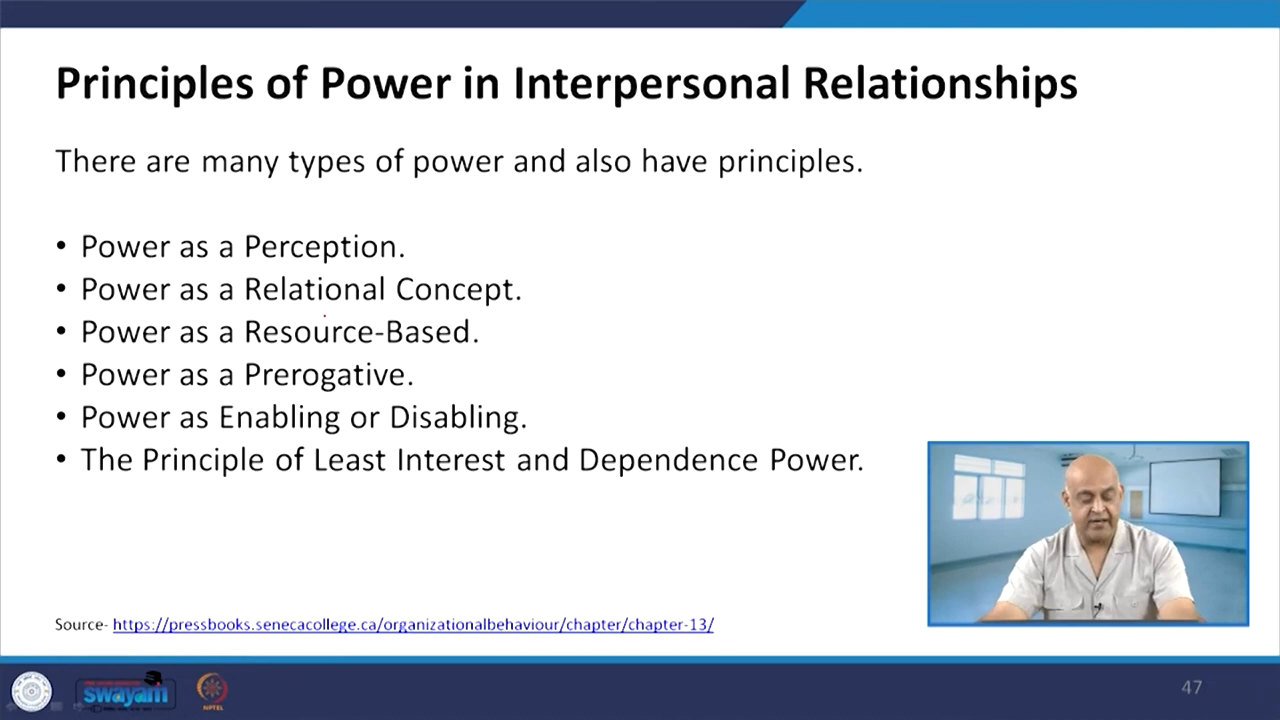 Principles of Power in Interpersonal Relationships
There are many types of power and also have principles.
• Power as a Perception.
• Power as a Relational Concept.
• Power as a Resource-Based.
• Power as a Prerogative.
• Power as Enabling or Disabling.
• The Principle of Least Interest and Dependence Power.
Source- https://pressbooks.senecacollege.ca/organizationalbehaviour/chapter/chapter-13/
swayam
NPTEL
47